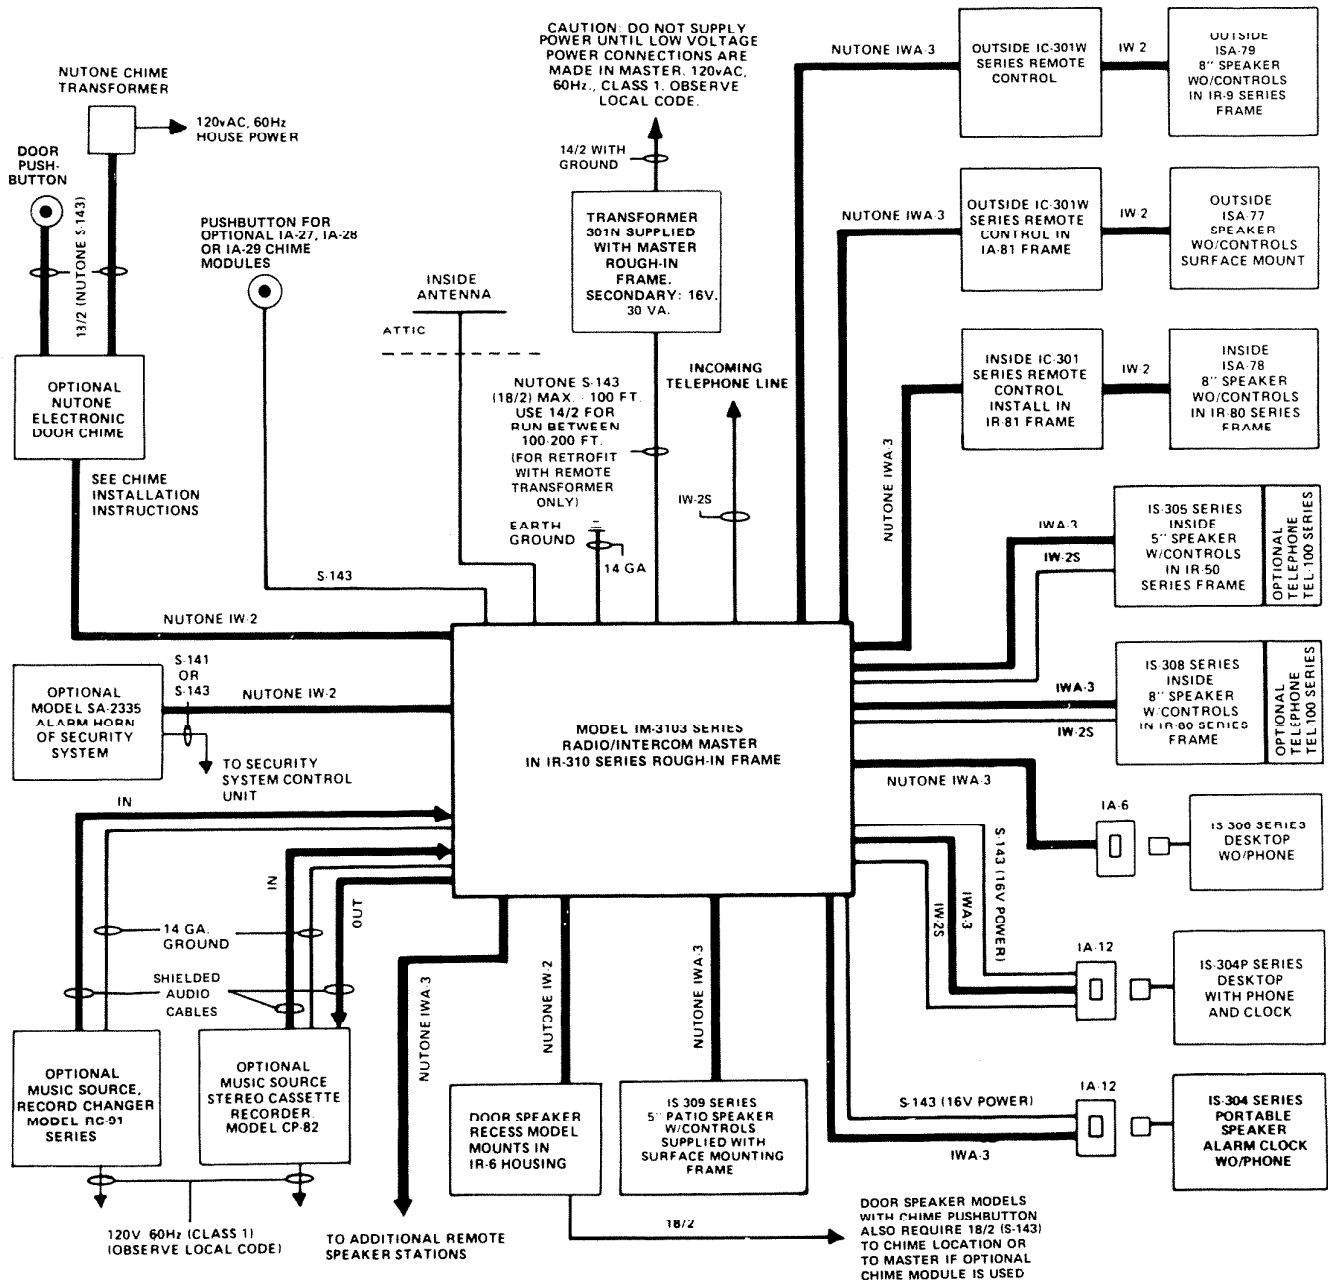 CAUTION: DO NOT SUPPLY
POWER UNTIL LOW VOLTAGE
POWER CONNECTIONS ARE
MADE IN MASTER. 120vAC,
60Hz., CLASS 1. OBSERVE
LOCAL CODE.
14/2 WITH
GROUND
TRANSFORMER
301N SUPPLIED
WITH MASTER
ROUGH-IN
FRAME.
SECONDARY: 16V.
30 VA.
NUTONE CHIME
TRANSFORMER
120vAC, 60Hz
HOUSE POWER
DOOR
PUSH-
BUTTON
18/2 (NUTONE S-143)
PUSHBUTTON FOR
OPTIONAL IA-27, IA-28
OR IA-29 CHIME
MODULES
INSIDE
ANTENNA
ATTIC
OPTIONAL
NUTONE
ELECTRONIC
DOOR CHIME
SEE CHIME
INSTALLATION
INSTRUCTIONS
NUTONE S-143
(18/2) MAX. - 100 FT.
USE 14/2 FOR
RUN BETWEEN
100-200 FT.
(FOR RETROFIT
WITH REMOTE
TRANSFORMER
ONLY)
EARTH
GROUND
14 GA
INCOMING
TELEPHONE LINE
IW-2S
S-143
NUTONE IW-2
NUTONE IWA-3
OUTSIDE IC-301W
SERIES REMOTE
CONTROL
IW 2
OUTSIDE
ISA-79
8" SPEAKER
WO/CONTROLS
IN IR-9 SERIES
FRAME
NUTONE IWA-3
OUTSIDE IC-301W
SERIES REMOTE
CONTROL IN
IA-81 FRAME
IW-2
OUTSIDE
ISA-77
SPEAKER
WO/CONTROLS
SURFACE MOUNT
NUTONE IWA-3
INSIDE IC-301
SERIES REMOTE
CONTROL
INSTALL IN
IR-81 FRAME
IW-2
INSIDE
ISA-78
8" SPEAKER
WO/CONTROLS
IN IR-80 SERIES
FRAME
IWA-3
IW-2S
IS-305 SERIES
INSIDE
5" SPEAKER
W/CONTROLS
IN IR-50
SERIES FRAME
OPTIONAL
TELEPHONE
TEL-100 SERIES
IWA-3
IW-2S
IS-308 SERIES
INSIDE
8" SPEAKER
W/CONTROLS
IN IR-80 SERIES
FRAME
OPTIONAL
TELEPHONE
TEL-100 SERIES
OPTIONAL
MODEL SA-2335
ALARM HORN
OF SECURITY
SYSTEM
S-141
OR
S-143
NUTONE IW-2
TO SECURITY
SYSTEM CONTROL
UNIT
MODEL IM-3103 SERIES
RADIO/INTERCOM MASTER
IN IR-310 SERIES ROUGH-IN FRAME
NUTONE IWA-3
IA-6
IS 306 SERIES
DESKTOP
WO/PHONE
S-143 (16V POWER)
IWA-3
IW-2S
IA-12
IS-304P SERIES
DESKTOP
WITH PHONE
AND CLOCK
S-143 (16V POWER)
IWA-3
IA-12
IS-304 SERIES
PORTABLE
SPEAKER
ALARM CLOCK
WO/PHONE
IN
IN
OUT
14 GA.
GROUND
SHIELDED
AUDIO
CABLES
OPTIONAL
MUSIC SOURCE,
RECORD CHANGER
MODEL RC-91
SERIES
OPTIONAL
MUSIC SOURCE
STEREO CASSETTE
RECORDER.
MODEL CP-82
120V 60Hz (CLASS 1)
(OBSERVE LOCAL CODE)
NUTONE IWA-3
TO ADDITIONAL REMOTE
SPEAKER STATIONS
NUTONE IW-2
DOOR SPEAKER
RECESS MODEL
MOUNTS IN
IR-6 HOUSING
NUTONE IWA-3
IS 309 SERIES
5" PATIO SPEAKER
W/CONTROLS
SUPPLIED WITH
SURFACE MOUNTING
FRAME
18/2
DOOR SPEAKER MODELS
WITH CHIME PUSHBUTTON
ALSO REQUIRE 18/2 (S-143)
TO CHIME LOCATION OR
TO MASTER IF OPTIONAL
CHIME MODULE IS USED